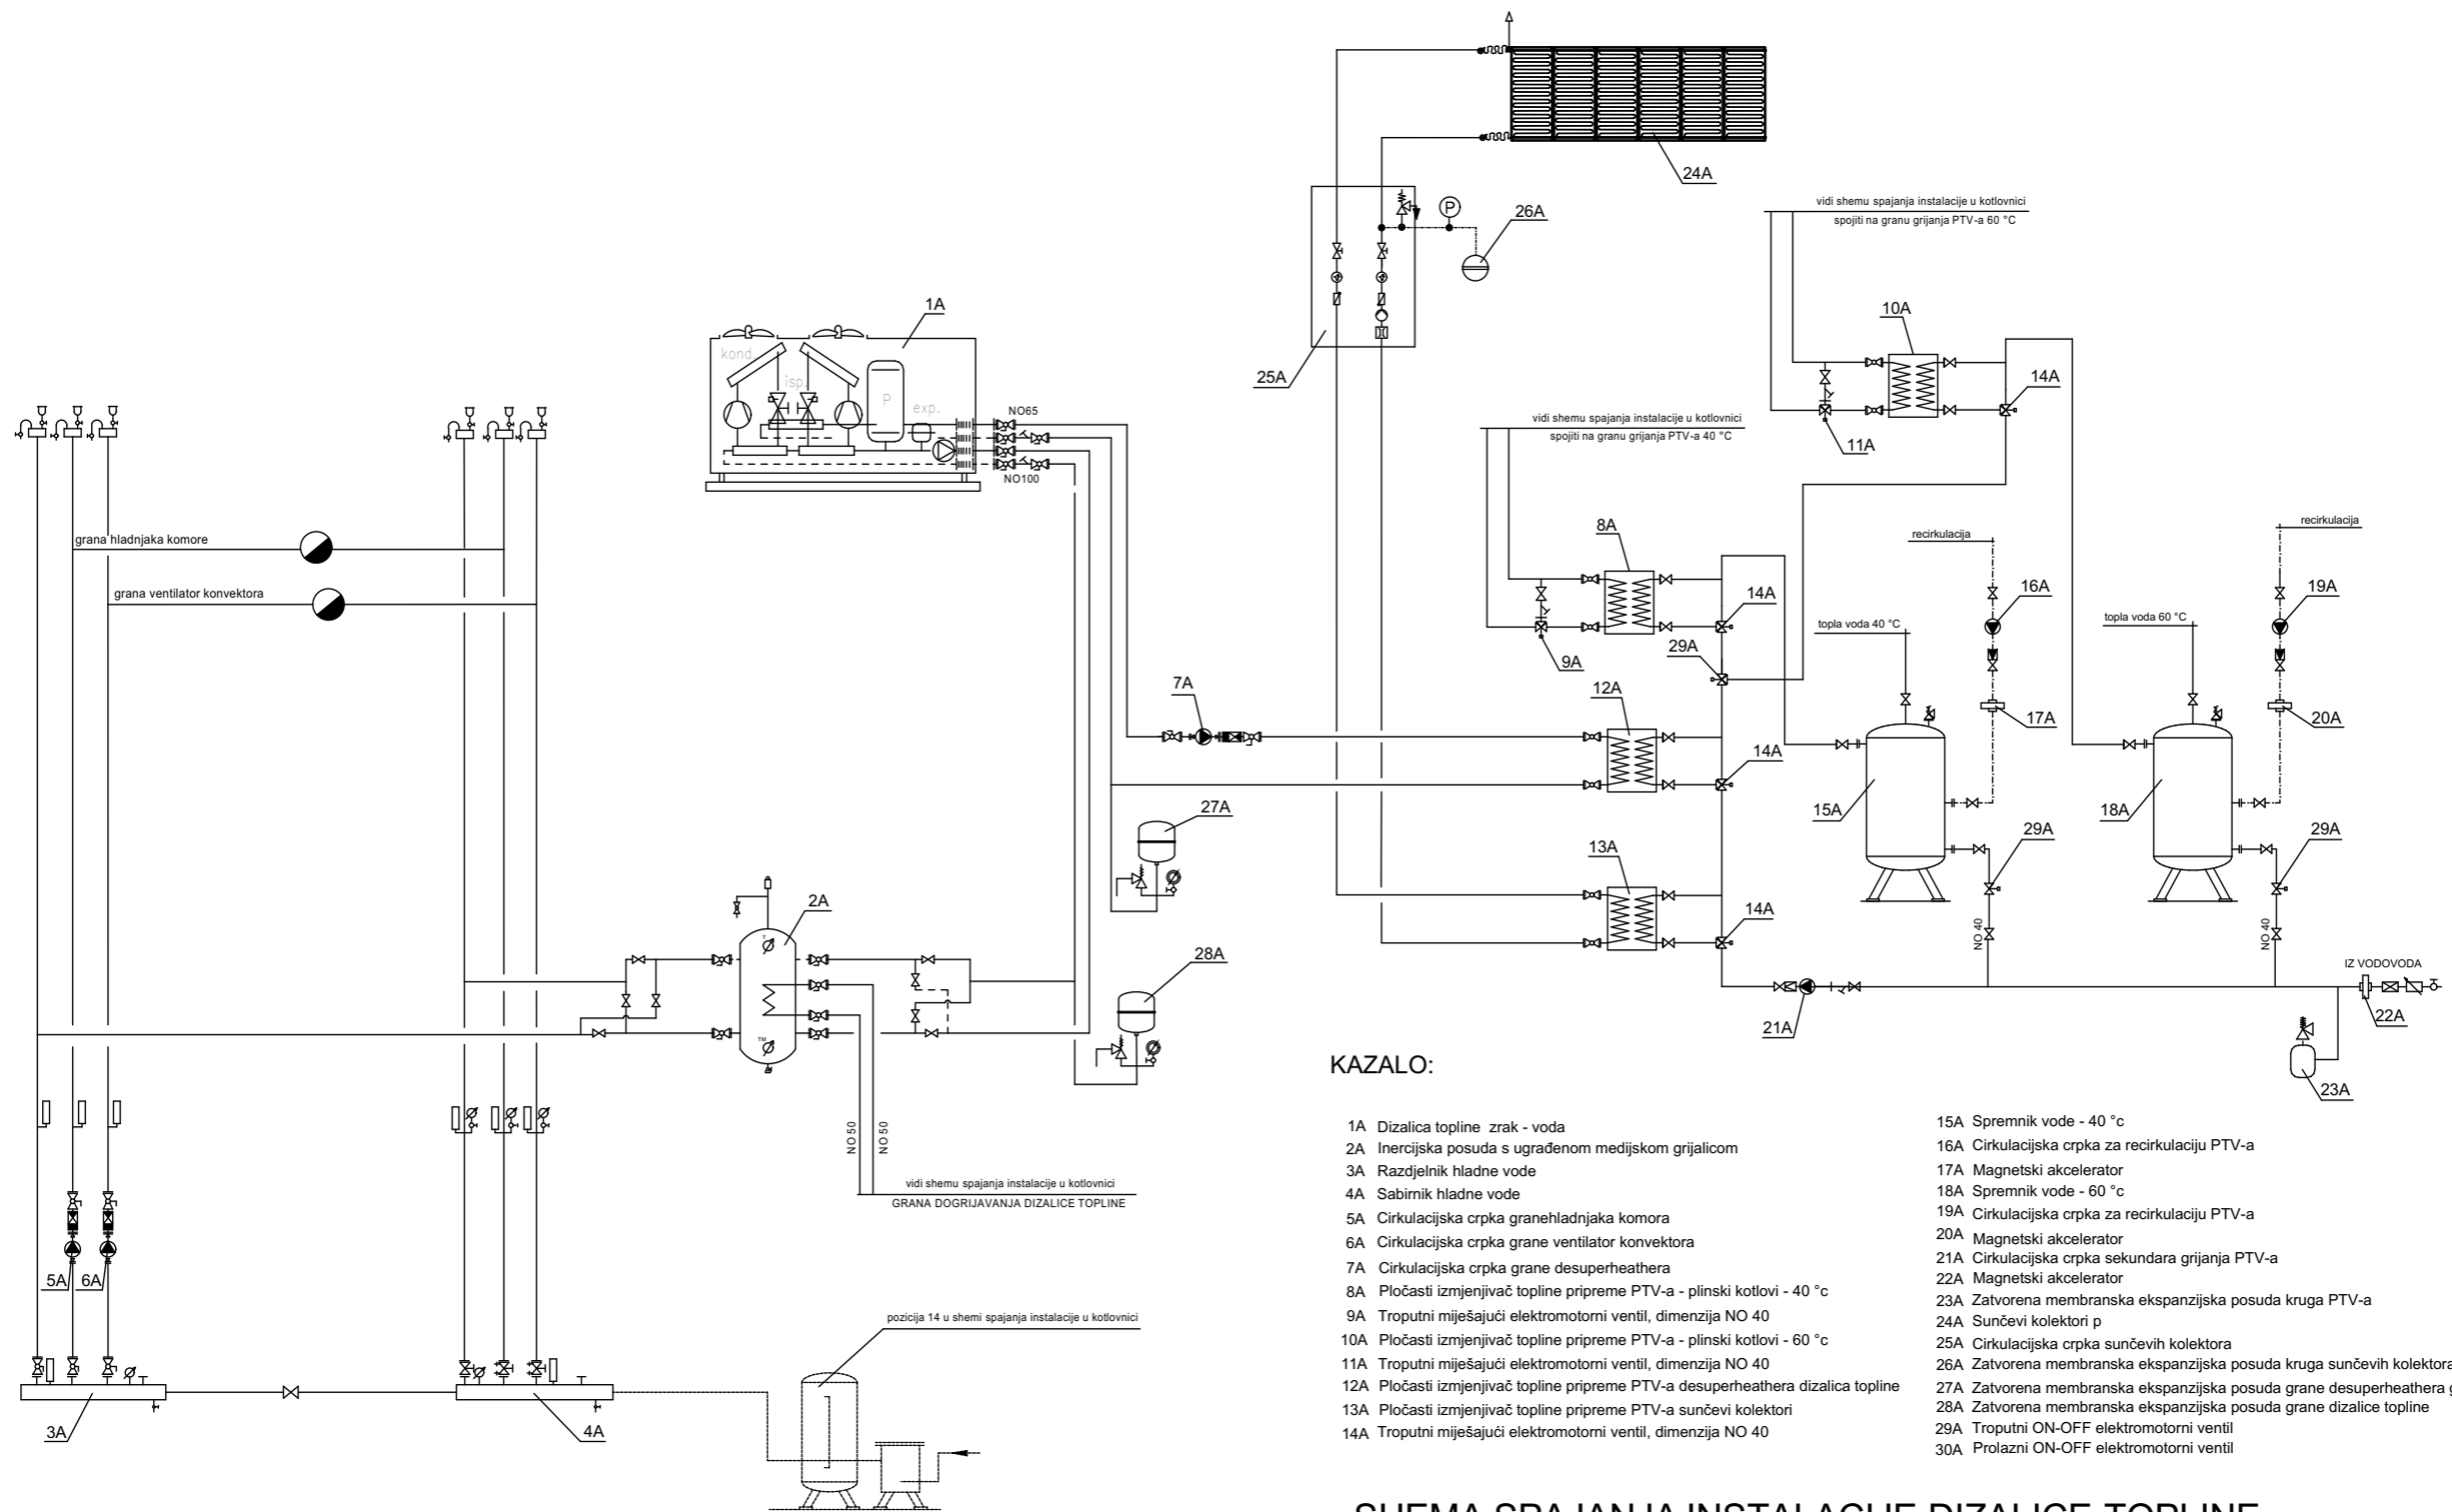 24A
vidi shemu spajanja instalacije u kotlovnici
spojiti na granu grijanja PTV-a 60 °C
P
26A
1A
10A
kond.
isp.
P
exp.
25A
14A
NO65
vidi shemu spajanja instalacije u kotlovnici
spojiti na granu grijanja PTV-a 40 °C
11A
NO100
recirkulacija
8A
recirkulacija
grana hladnjaka komore
grana ventilator konvektora
14A
16A
19A
topla voda 40 °C
topla voda 60 °C
29A
9A
7A
12A
17A
20A
14A
27A
15A
18A
29A
29A
13A
2A
T
14A
NO 40
NO 40
28A
IZ VODOVODA
22A
21A
TM
23A
NO 50
NO 50
vidi shemu spajanja instalacije u kotlovnici
GRANA DOGRIJAVANJA DIZALICE TOPLINE
5A
6A
pozicija 14 u shemi spajanja instalacije u kotlovnici
3A
4A
KAZALO:
1A Dizalica topline zrak - voda
2A Inercijska posuda s ugrađenom medijskom grijalicom
3A Razdjelnik hladne vode
4A Sabirnik hladne vode
5A Cirkulacijska crpka granehladnjaka komora
6A Cirkulacijska crpka grane ventilator konvektora
7A Cirkulacijska crpka grane desuperheathera
8A Pločasti izmjenjivač topline pripreme PTV-a - plinski kotlovi - 40 °c
9A Troputni miješajući elektromotorni ventil, dimenzija NO 40
10A Pločasti izmjenjivač topline pripreme PTV-a - plinski kotlovi - 60 °c
11A Troputni miješajući elektromotorni ventil, dimenzija NO 40
12A Pločasti izmjenjivač topline pripreme PTV-a desuperheathera dizalica topline
13A Pločasti izmjenjivač topline pripreme PTV-a sunčevi kolektori
14A Troputni miješajući elektromotorni ventil, dimenzija NO 40
15A Spremnik vode - 40 °c
16A Cirkulacijska crpka za recirkulaciju PTV-a
17A Magnetski akcelerator
18A Spremnik vode - 60 °c
19A Cirkulacijska crpka za recirkulaciju PTV-a
20A Magnetski akcelerator
21A Cirkulacijska crpka sekundara grijanja PTV-a
22A Magnetski akcelerator
23A Zatvorena membranska ekspanzijska posuda kruga PTV-a
24A Sunčevi kolektori p
25A Cirkulacijska crpka sunčevih kolektora
26A Zatvorena membranska ekspanzijska posuda kruga sunčevih kolektora
27A Zatvorena membranska ekspanzijska posuda grane desuperheathera
28A Zatvorena membranska ekspanzijska posuda grane dizalice topline
29A Troputni ON-OFF elektromotorni ventil
30A Prolazni ON-OFF elektromotorni ventil
SHEMA SPAJANJA INSTALACIJE DIZALICE TOPLINE